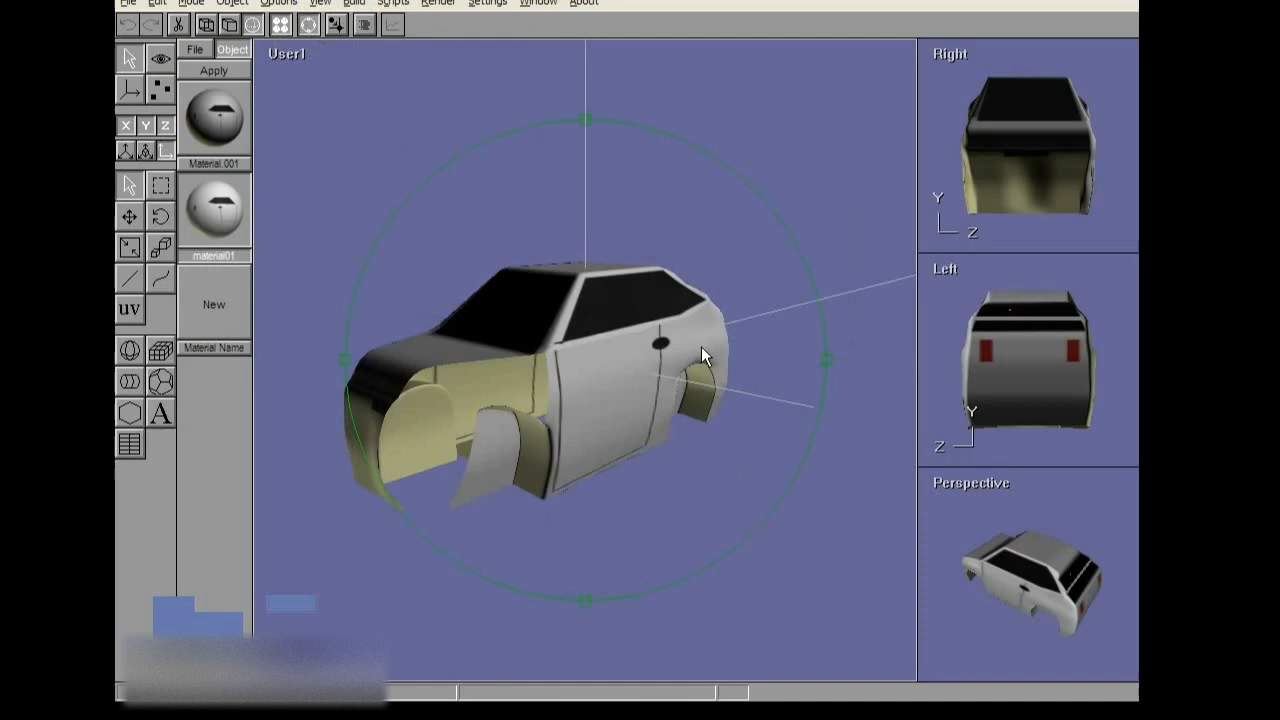 File Edit Mode Object Options View Build Scripts Render Settings Window About
File Object
Apply
Material.001
material01
New
Material Name
X Y Z
uv
A
User1
Right
Y
Z
Left
Y
Z
Perspective